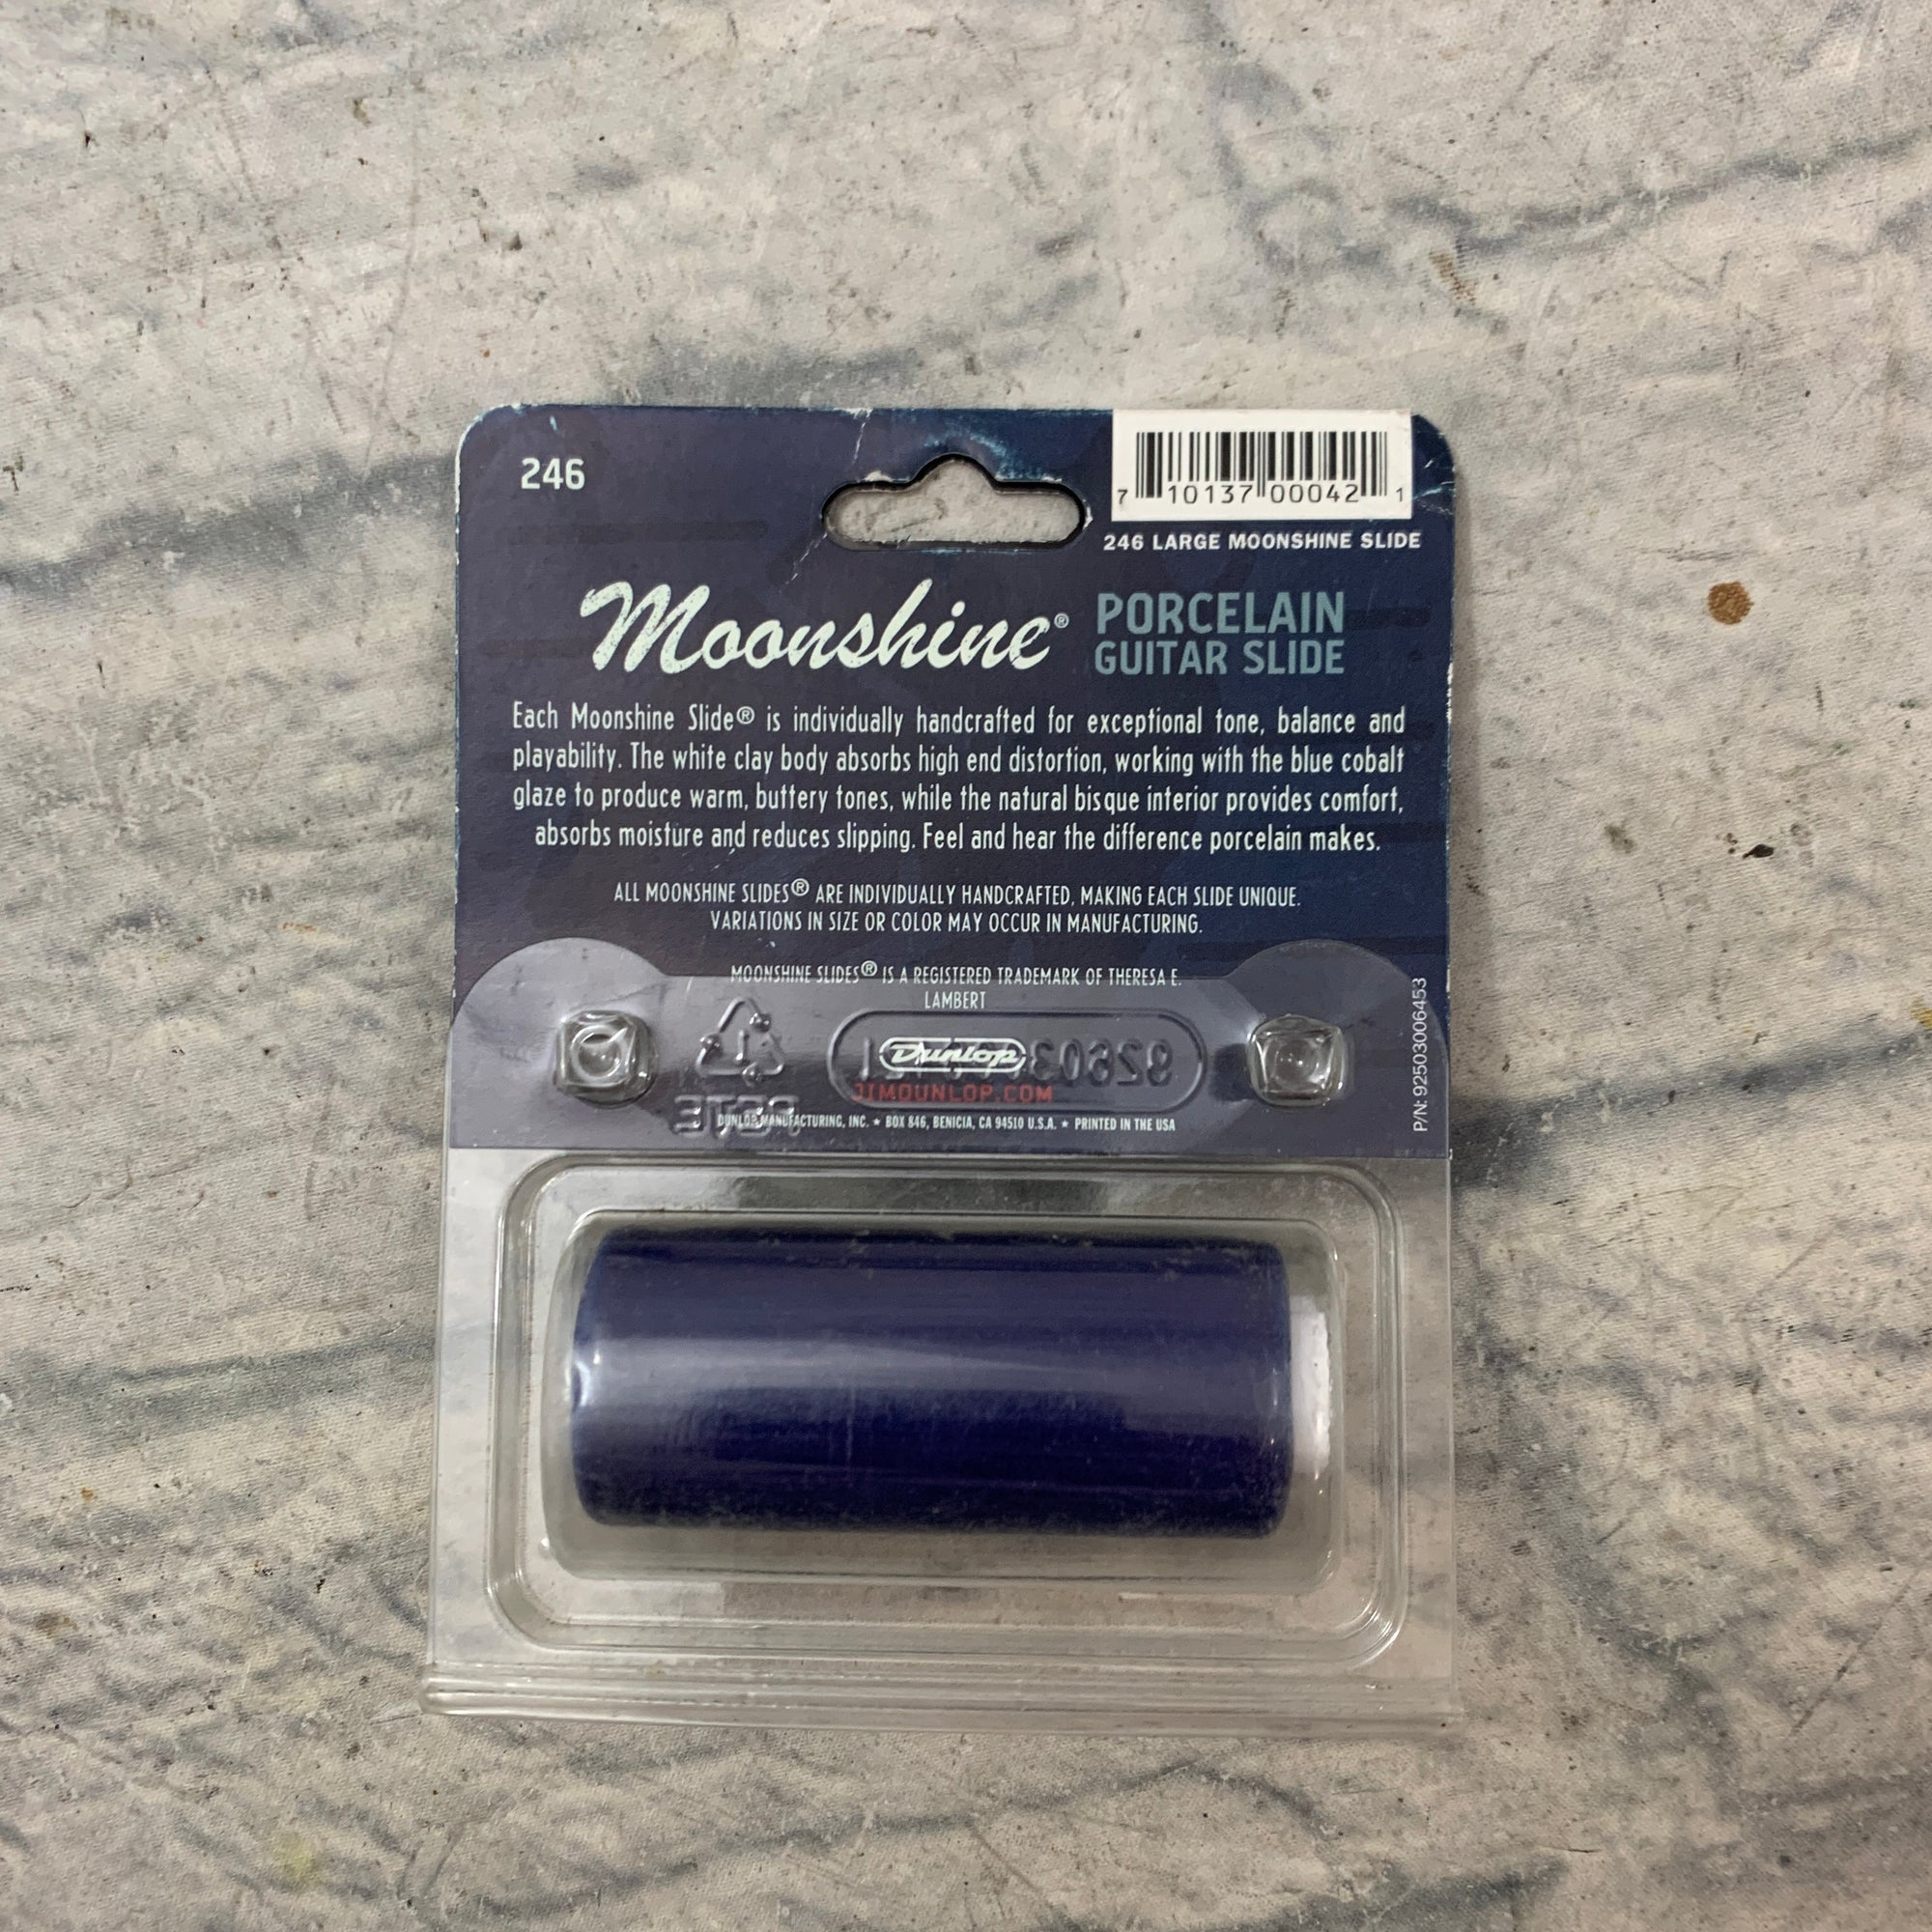 246
7 10137 00042 1
246 LARGE MOONSHINE SLIDE
Moonshine® PORCELAIN
GUITAR SLIDE
Each Moonshine Slide® is individually handcrafted for exceptional tone, balance and
playability. The white clay body absorbs high end distortion, working with the blue cobalt
glaze to produce warm, buttery tones, while the natural bisque interior provides comfort,
absorbs moisture and reduces slipping. Feel and hear the difference porcelain makes.
ALL MOONSHINE SLIDES® ARE INDIVIDUALLY HANDCRAFTED, MAKING EACH SLIDE UNIQUE.
VARIATIONS IN SIZE OR COLOR MAY OCCUR IN MANUFACTURING.
MOONSHINE SLIDES® IS A REGISTERED TRADEMARK OF THERESA E.
LAMBERT
1
Dunlop
JIMDUNLOP.COM
PETE
DUNLOP MANUFACTURING, INC. ★ BOX 846, BENICIA, CA 94510 U.S.A. ★ PRINTED IN THE USA
P/N: 92503006453